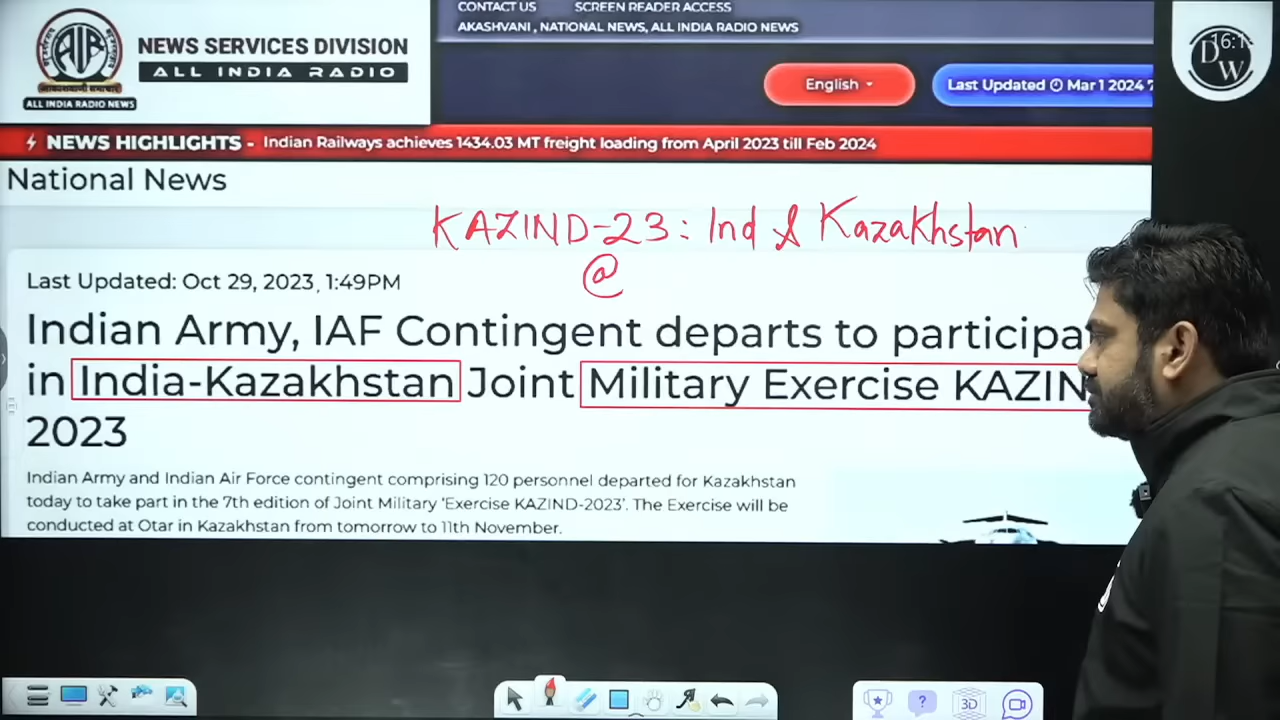 CONTACT US SCREEN READER ACCESS
AKASHVANI, NATIONAL NEWS, ALL INDIA RADIO NEWS
AIR
NEWS SERVICES DIVISION
ALL INDIA RADIO
ALL INDIA RADIO NEWS
English
Last Updated Mar 1 2024
16:1
DW
NEWS HIGHLIGHTS - Indian Railways achieves 1434.03 MT freight loading from April 2023 till Feb 2024
National News
KAZIND-23: Ind & Kazakhstan
@
Last Updated: Oct 29, 2023, 1:49PM
Indian Army, IAF Contingent departs to participa
in India-Kazakhstan Joint Military Exercise KAZIN
2023
Indian Army and Indian Air Force contingent comprising 120 personnel departed for Kazakhstan
today to take part in the 7th edition of Joint Military 'Exercise KAZIND-2023'. The Exercise will be
conducted at Otar in Kazakhstan from tomorrow to 11th November.
?
3D